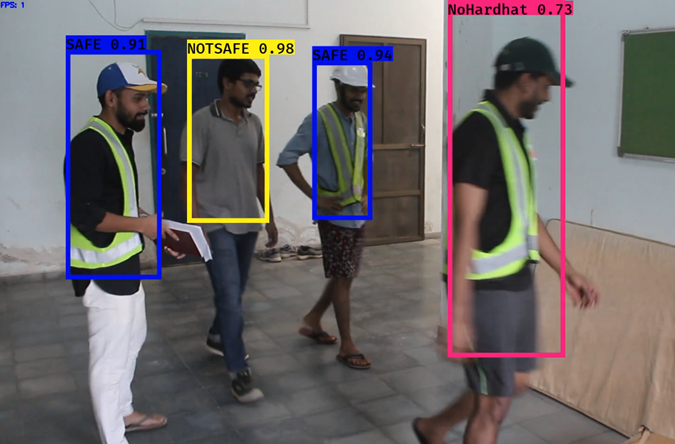 FPS: 1
SAFE 0.91
NOTSAFE 0.98
SAFE 0.94
NoHardhat 0.73